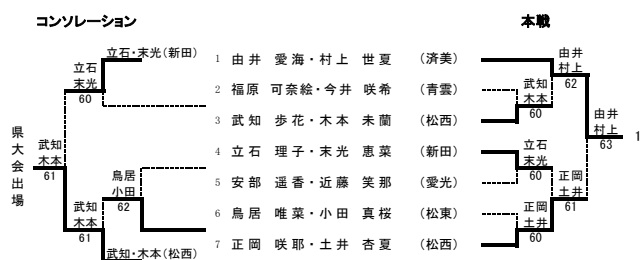 コンソレーション 本戦
立石・末光(新田)
1 由井 愛海・村上 世夏 (済美)
2 福原 可奈絵・今井 咲希 (青雲)
3 武知 歩花・木本 未蘭 (松西)
4 立石 理子・末光 恵菜 (新田)
5 安部 遥香・近藤 笑那 (愛光)
6 鳥居 唯菜・小田 真桜 (松東)
7 正岡 咲耶・土井 杏夏 (松西)
立石
末光
60
県大会出場
武知
木本
61
鳥居
小田
62
武知
木本
61
武知・木本(松西)
由井
村上
62
武知
木本
60
由井
村上
63
1
立石
末光
60
正岡
土井
61
正岡
土井
60